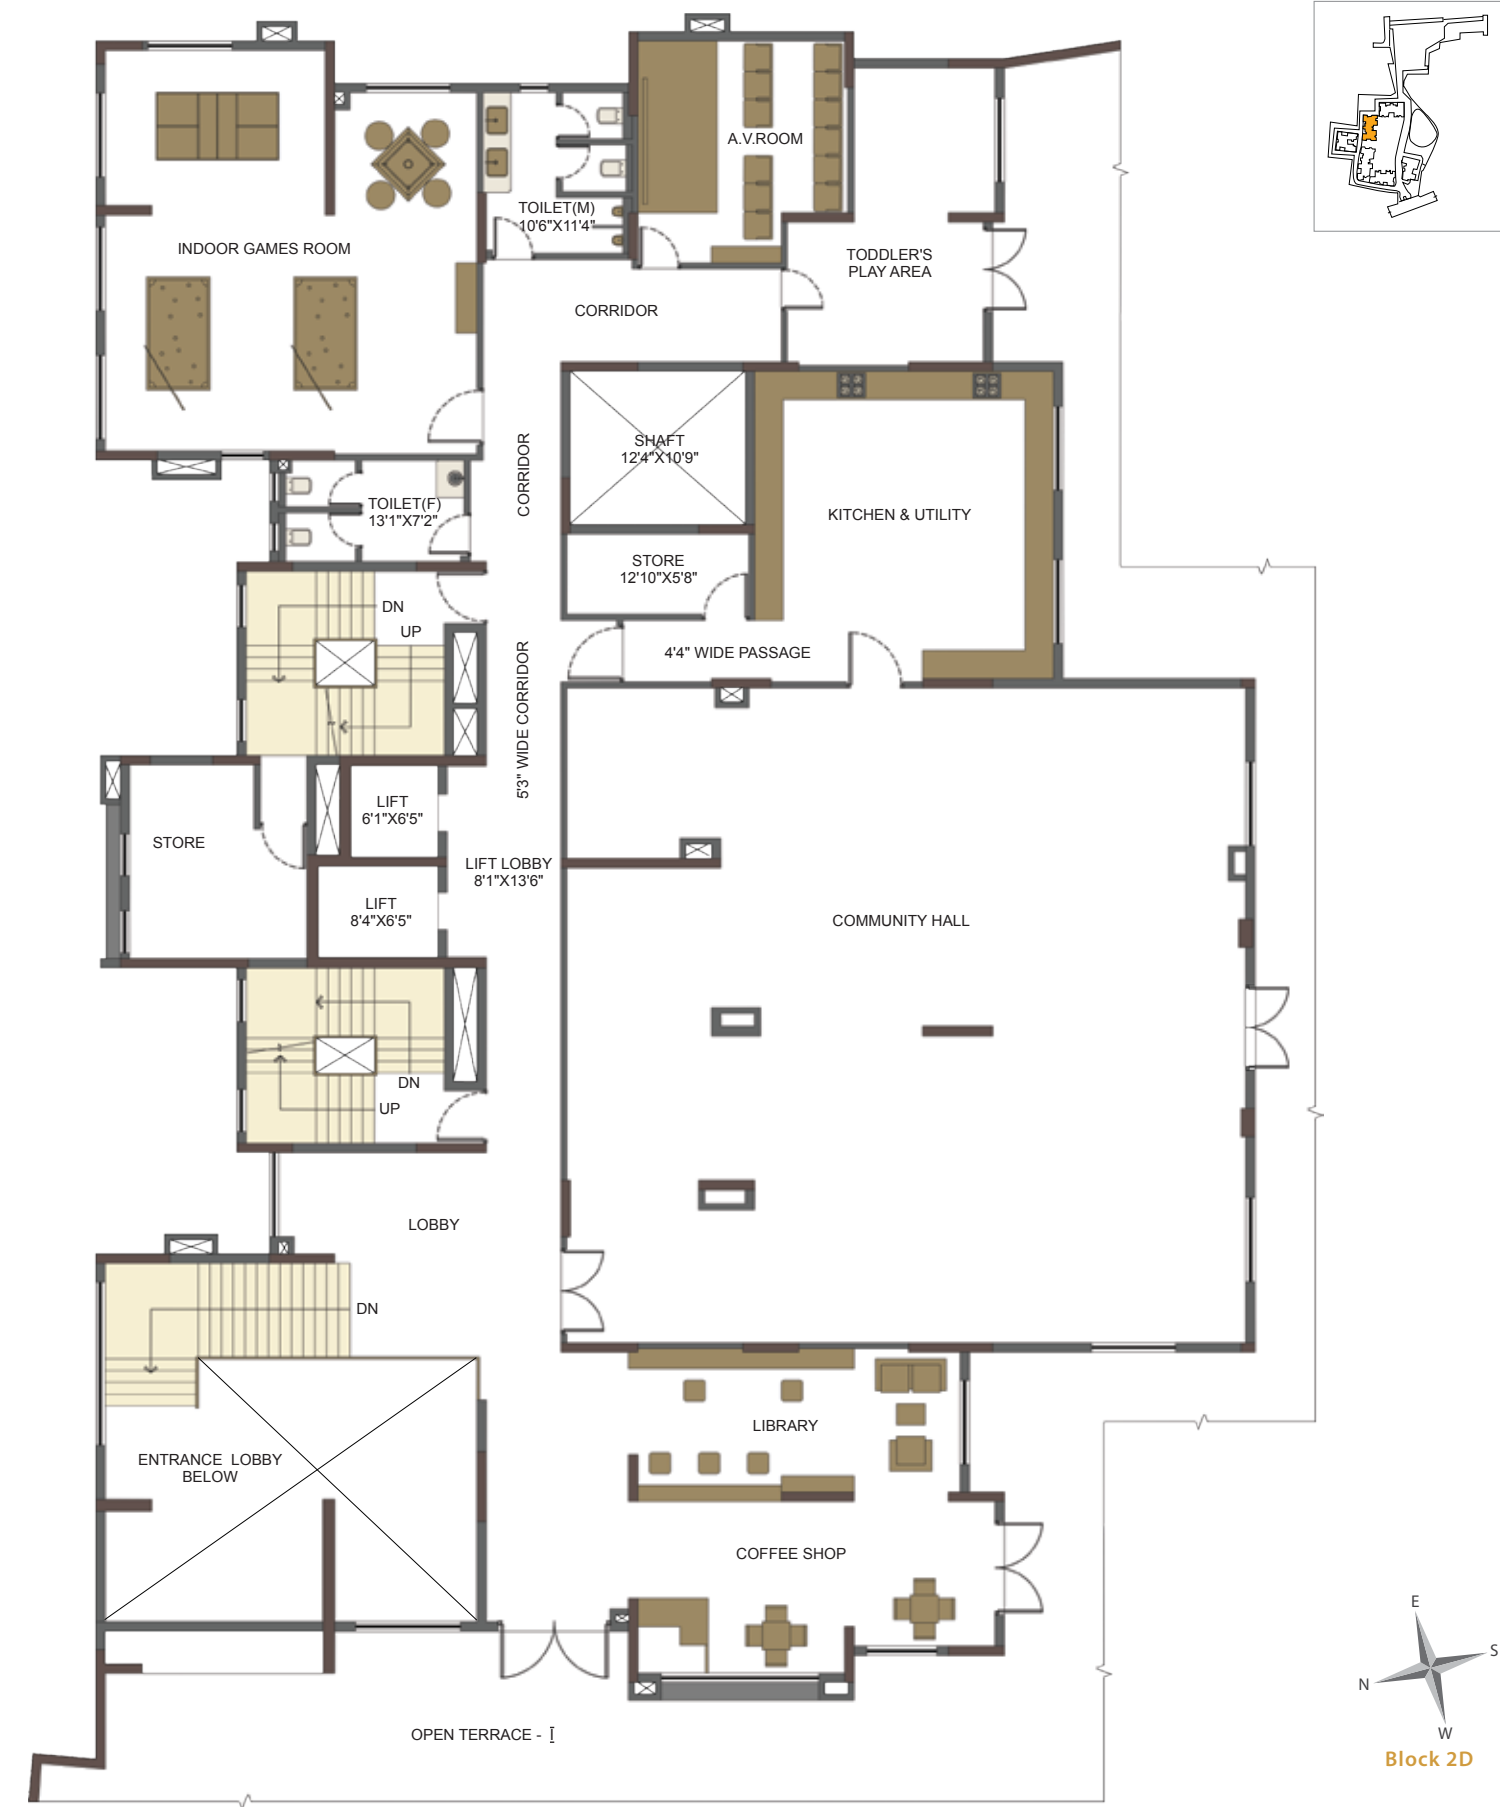 A.V.ROOM
TOILET(M)
10'6"X11'4"
INDOOR GAMES ROOM
TODDLER'S
PLAY AREA
CORRIDOR
SHAFT
12'4"X10'9"
CORRIDOR
TOILET(F)
13'1"X7'2"
KITCHEN & UTILITY
STORE
12'10"X5'8"
DN
UP
4'4" WIDE PASSAGE
5'3" WIDE CORRIDOR
LIFT
6'1"X6'5"
STORE
LIFT LOBBY
8'1"X13'6"
LIFT
8'4"X6'5"
COMMUNITY HALL
DN
UP
LOBBY
DN
LIBRARY
ENTRANCE LOBBY
BELOW
COFFEE SHOP
E
S
N
W
OPEN TERRACE - I
Block 2D